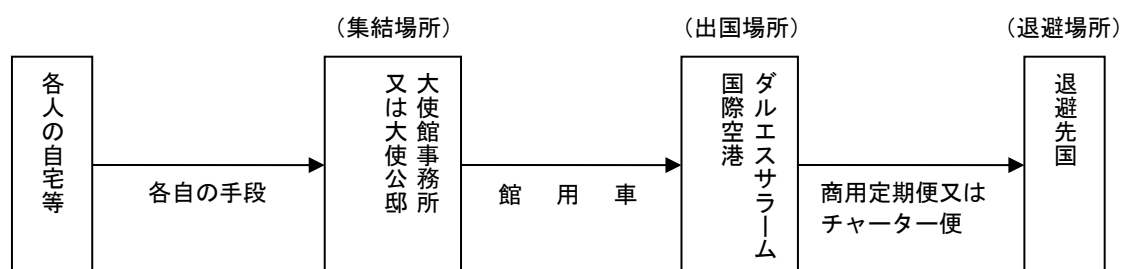 （集結場所）
（出国場所）
（退避場所）
各人の自宅等
各自の手段
大使館事務所
又は大使公邸
館　用　車
ダルエスサラーム
国際空港
商用定期便又は
チャーター便
退避先国